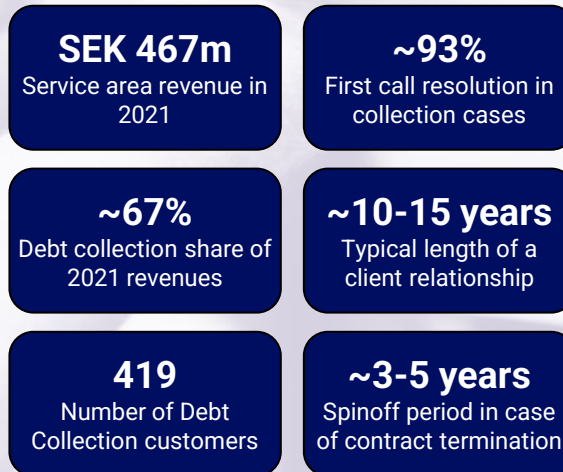 SEK 467m
Service area revenue in
2021
~93%
First call resolution in
collection cases
~67%
Debt collection share of
2021 revenues
~10-15 years
Typical length of a
client relationship
419
Number of Debt
Collection customers
~3-5 years
Spinoff period in case
of contract termination